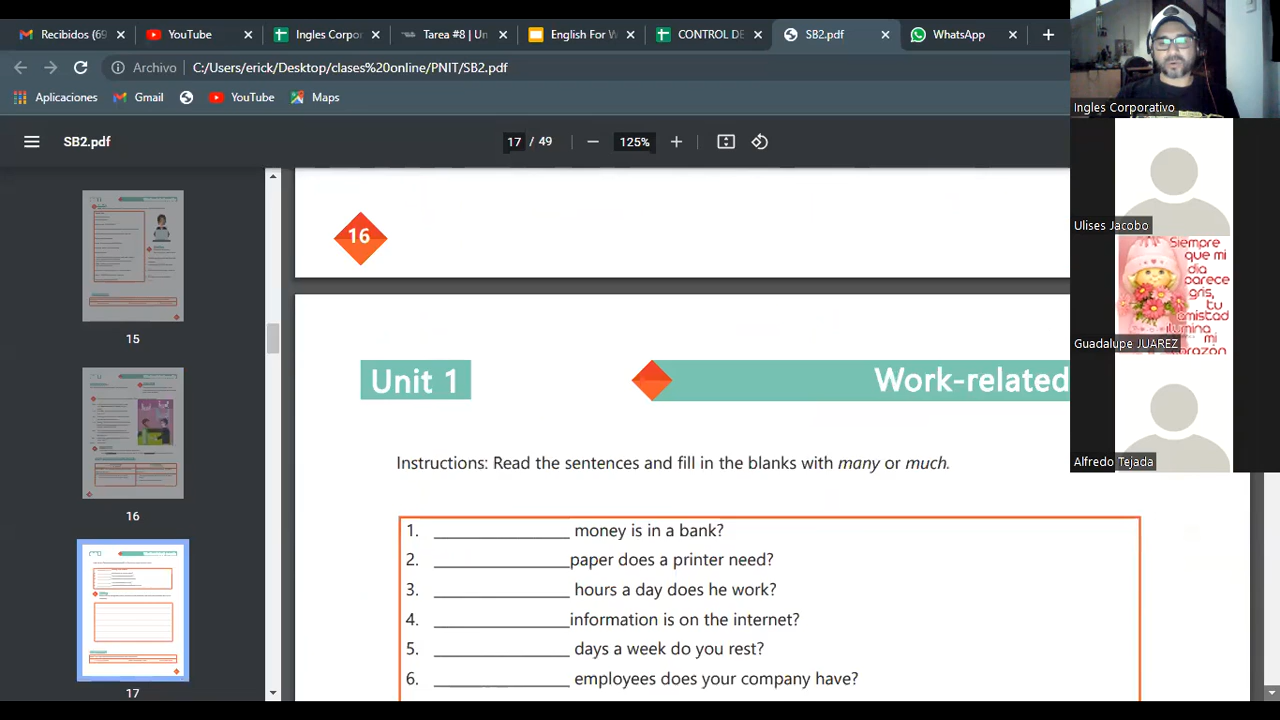 Recibidos (69
YouTube
Ingles Corpor
Tarea #8 | Un
English For W
CONTROL DE
SB2.pdf
WhatsApp
Archivo
C:/Users/erick/Desktop/clases%20online/PNIT/SB2.pdf
Aplicaciones
Gmail
YouTube
Maps
SB2.pdf
17 / 49
125%
15
16
17
16
Unit 1
Work-related
Instructions: Read the sentences and fill in the blanks with many or much.
1. ________________ money is in a bank?
2. ________________paper does a printer need?
3. ________________ hours a day does he work?
4. ________________information is on the internet?
5. ________________ days a week do you rest?
6. ________________ employees does your company have?
Ingles Corporativo
Ulises Jacobo
Siempre
que mi
día
parece
gris,
tu
amistad
ilumina
mi
corazón
Guadalupe JUAREZ
Alfredo Tejada